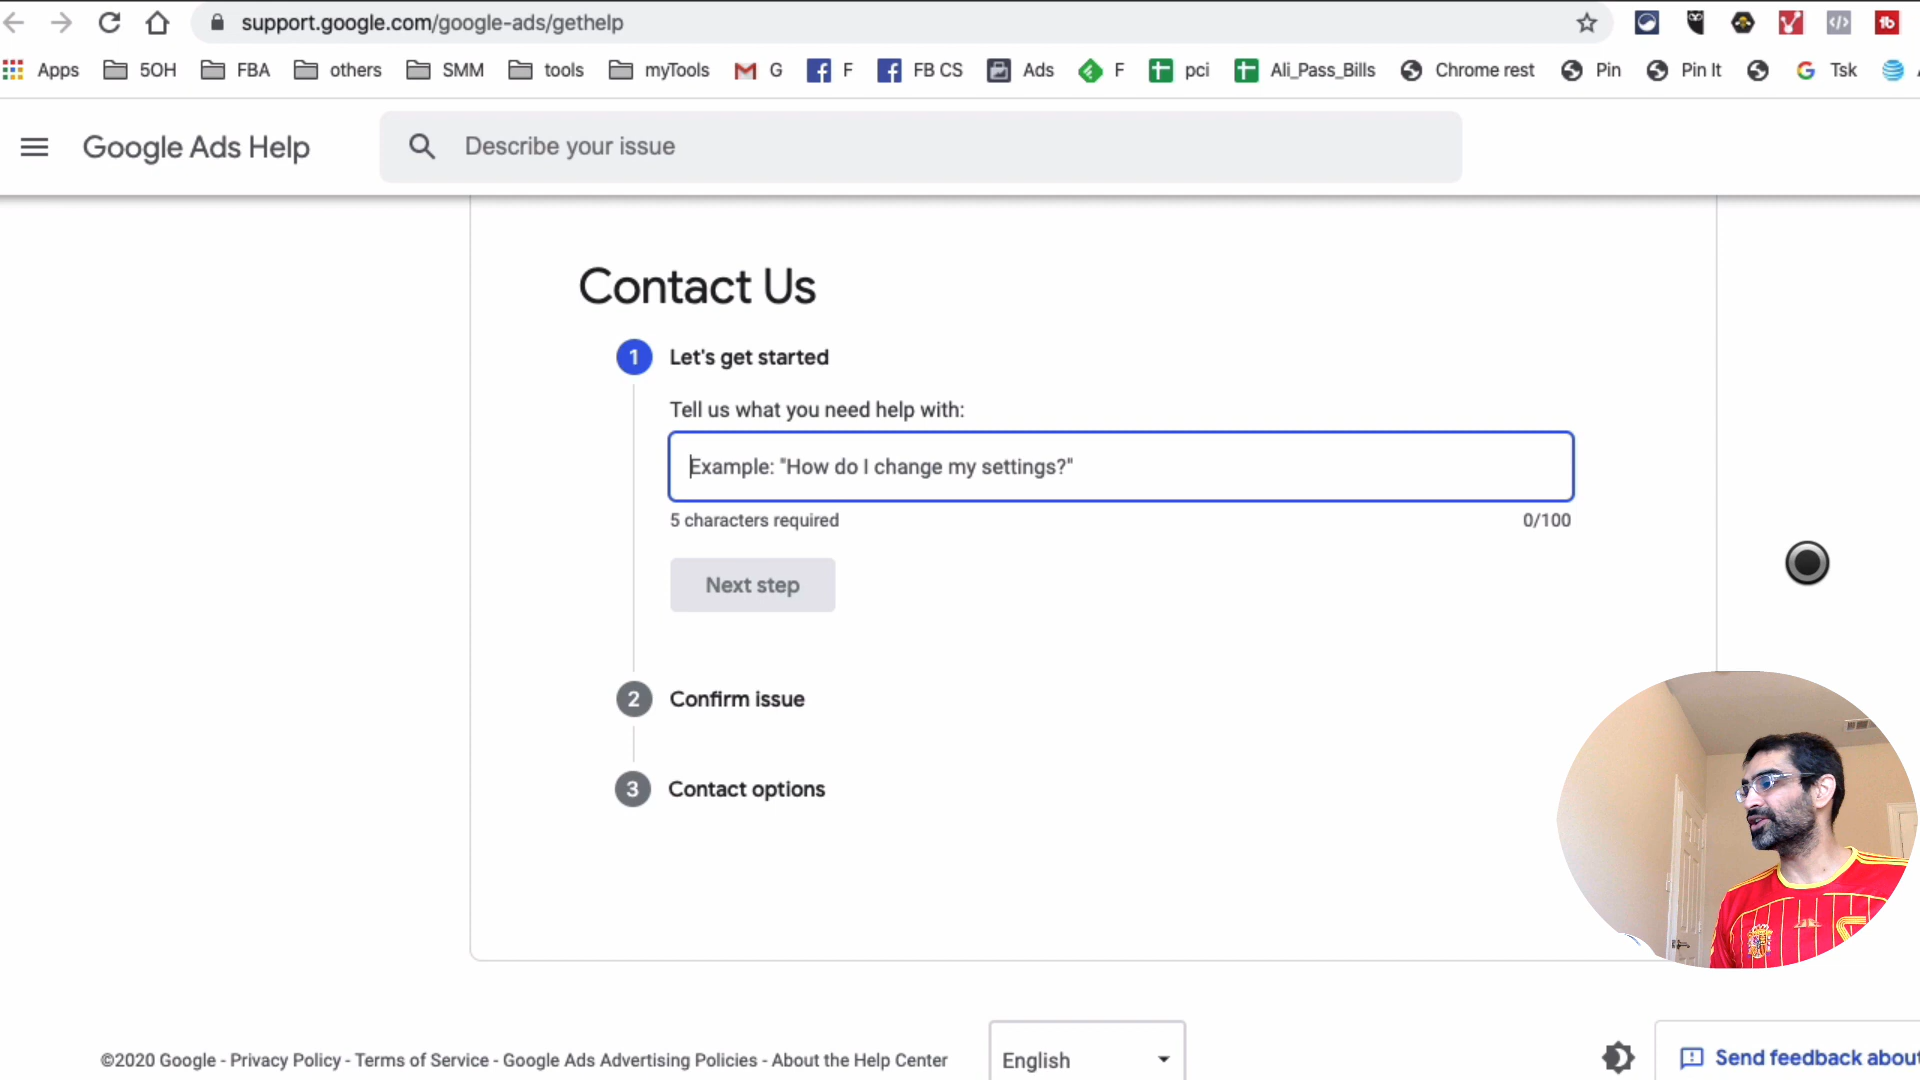 support.google.com/google-ads/gethelp
Apps 5OH FBA others SMM tools myTools G F FB CS Ads F pci Ali_Pass_Bills Chrome rest Pin Pin It Tsk
Google Ads Help
Describe your issue
Contact Us
1 Let's get started
Tell us what you need help with:
Example: "How do I change my settings?"
5 characters required 0/100
Next step
2 Confirm issue
3 Contact options
©2020 Google - Privacy Policy - Terms of Service - Google Ads Advertising Policies - About the Help Center
English
Send feedback about